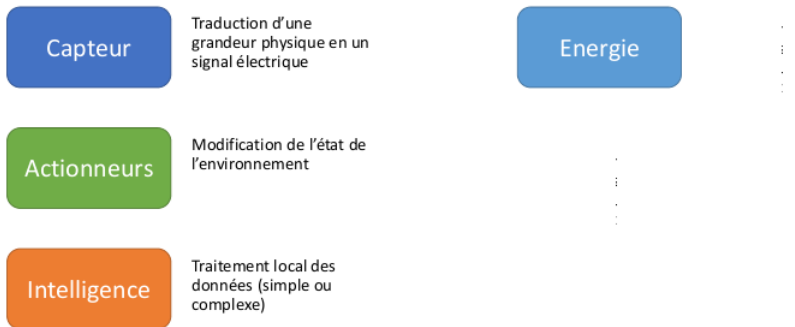 Capteur
Traduction d’une
grandeur physique en un
signal électrique
Energie
Actionneurs
Modification de l’état de
l’environnement
Intelligence
Traitement local des
données (simple ou
complexe)